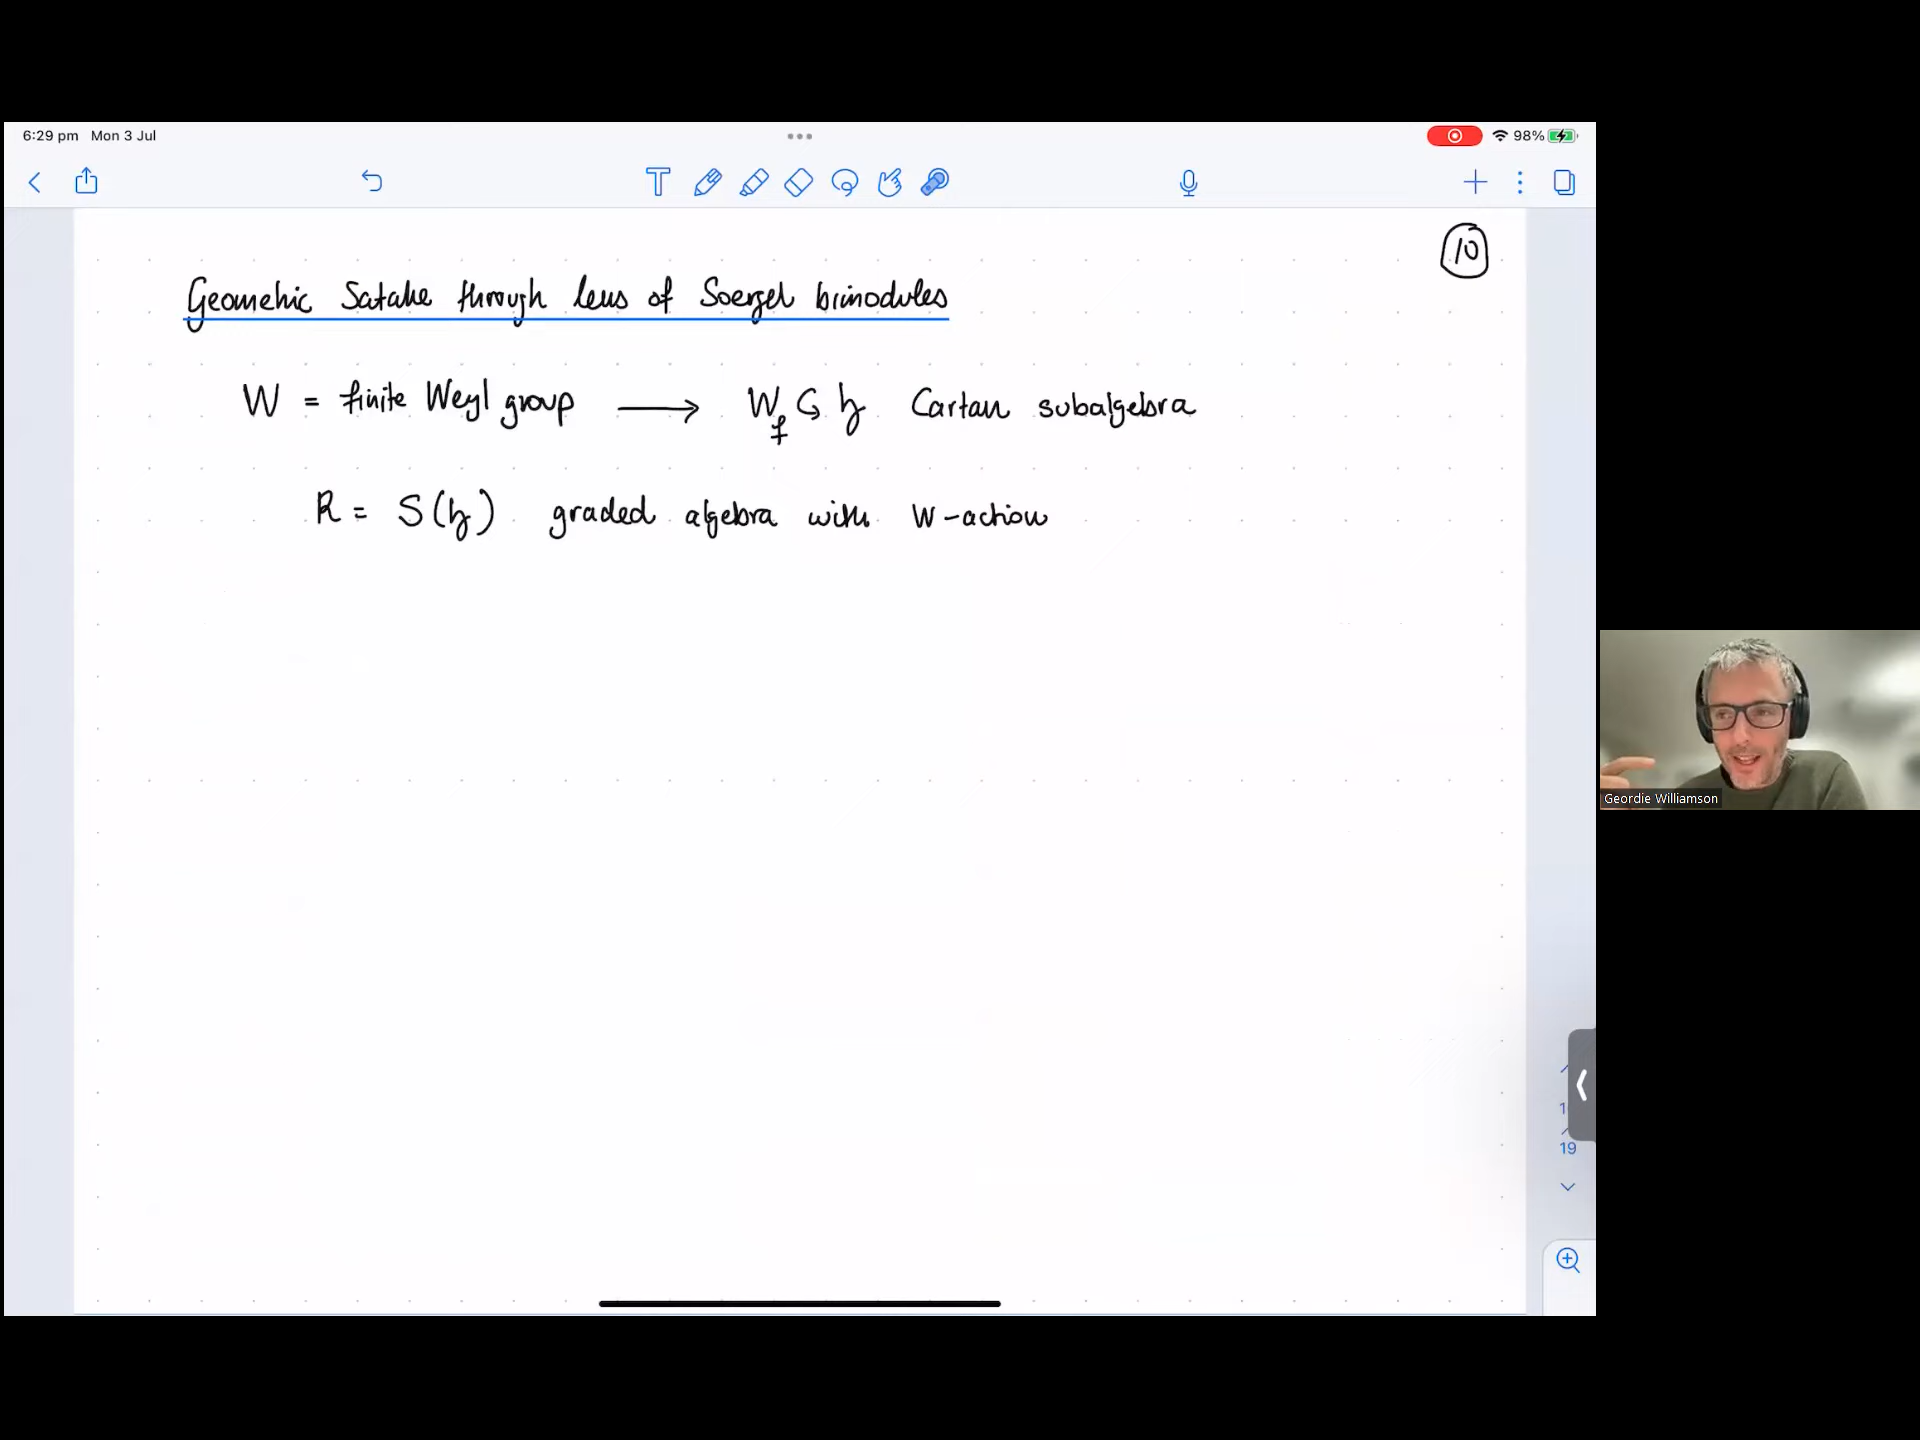 6:29 pm Mon 3 Jul
98%
T
10
Geometric Satake through lens of Soergel bimodules
W = finite Weyl group ⟶ W_f ↻ 𝔥 Cartan subalgebra
R = S(𝔥) graded algebra with W-action
Geordie Williamson
19